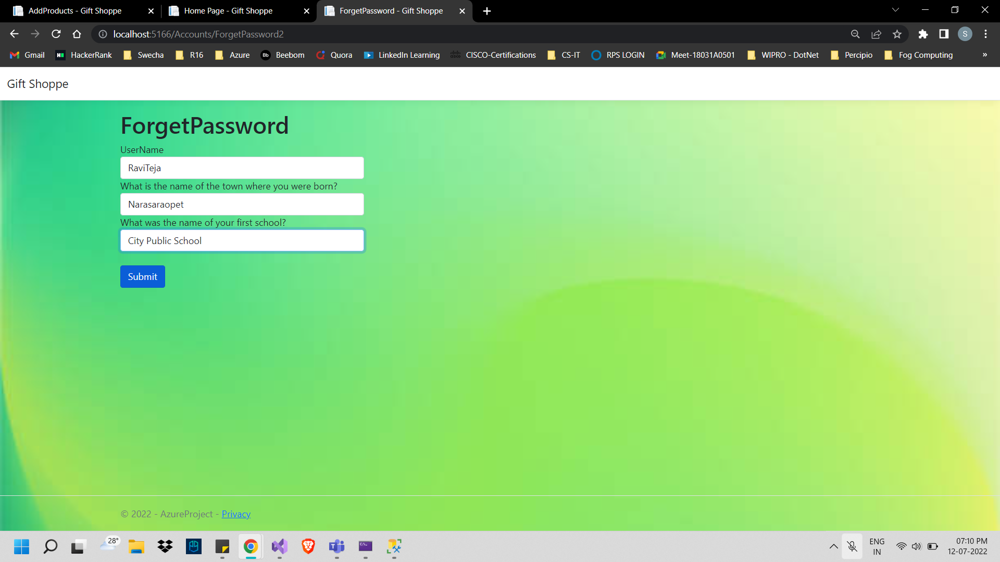 AddProducts - Gift Shoppe
Home Page - Gift Shoppe
ForgetPassword - Gift Shoppe
localhost:5166/Accounts/ForgetPassword2
S
Gmail
HackerRank
Swecha
R16
Azure
Bb
Beebom
Quora
LinkedIn Learning
CISCO
CISCO-Certifications
CS-IT
RPS LOGIN
Meet-18031A0501
WIPRO - DotNet
Percipio
Fog Computing
»
Gift Shoppe
ForgetPassword
UserName
RaviTeja
What is the name of the town where you were born?
Narasaraopet
What was the name of your first school?
City Public School
Submit
© 2022 - AzureProject - Privacy
28°
ENG
IN
07:10 PM
12-07-2022